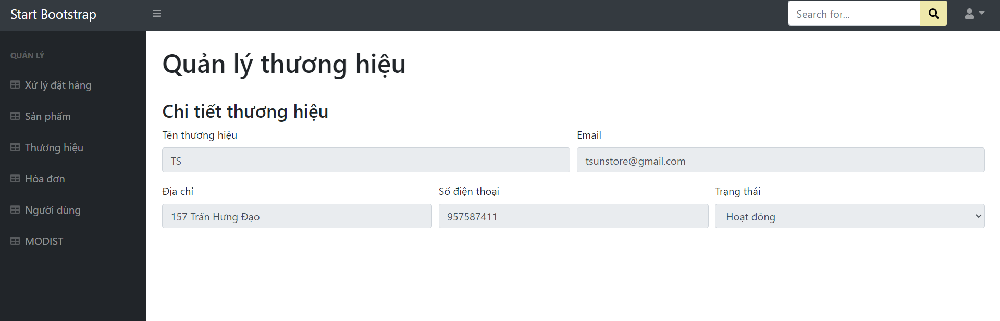 Start Bootstrap
Search for...
QUẢN LÝ
Xử lý đặt hàng
Sản phẩm
Thương hiệu
Hóa đơn
Người dùng
MODIST
Quản lý thương hiệu
Chi tiết thương hiệu
Tên thương hiệu
Email
TS
tsunstore@gmail.com
Địa chỉ
Số điện thoại
Trạng thái
157 Trấn Hưng Đạo
957587411
Hoạt đông